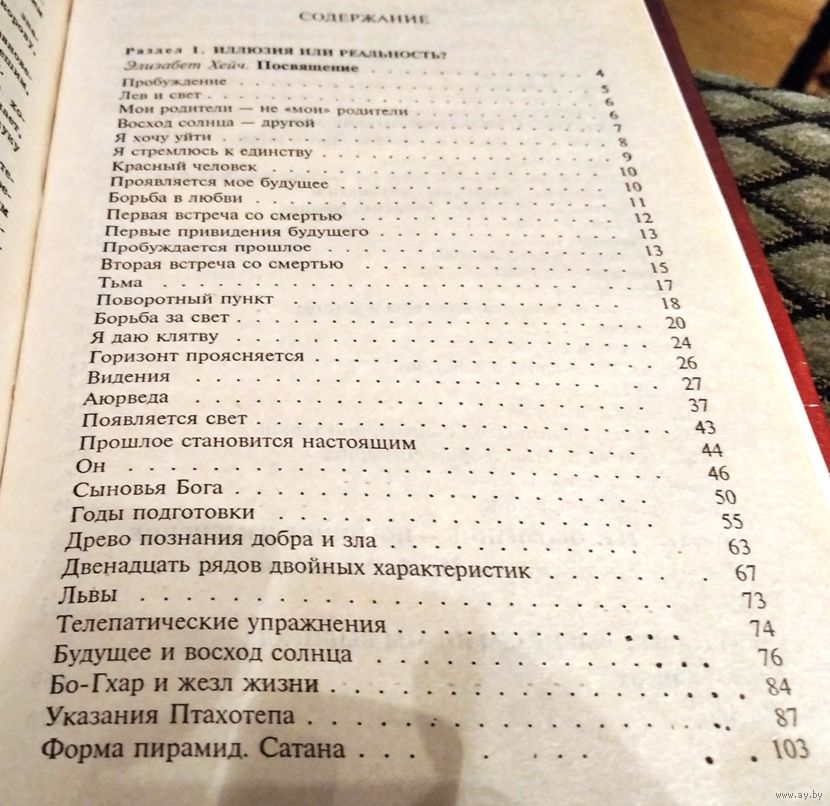 СОДЕРЖАНИЕ
Раздел 1. ИЛЛЮЗИЯ ИЛИ РЕАЛЬНОСТЬ?
Элизабет Хейч. Посвящение . . . 4
Пробуждение . . . 5
Лев и свет . . . 6
Мои родители — не «мои» родители . . . 6
Восход солнца — другой . . . 7
Я хочу уйти . . . 8
Я стремлюсь к единству . . . 9
Красный человек . . . 10
Проявляется мое будущее . . . 10
Борьба в любви . . . 11
Первая встреча со смертью . . . 12
Первые привидения будущего . . . 13
Пробуждается прошлое . . . 13
Вторая встреча со смертью . . . 15
Тьма . . . 17
Поворотный пункт . . . 18
Борьба за свет . . . 20
Я даю клятву . . . 24
Горизонт проясняется . . . 26
Видения . . . 27
Аюрведа . . . 37
Появляется свет . . . 43
Прошлое становится настоящим . . . 44
Он . . . 46
Сыновья Бога . . . 50
Годы подготовки . . . 55
Древо познания добра и зла . . . 63
Двенадцать рядов двойных характеристик . . . 67
Львы . . . 73
Телепатические упражнения . . . 74
Будущее и восход солнца . . . 76
Бо-Гхар и жезл жизни . . . 84
Указания Птахотепа . . . 87
Форма пирамид. Сатана . . . 103
www.ay.by